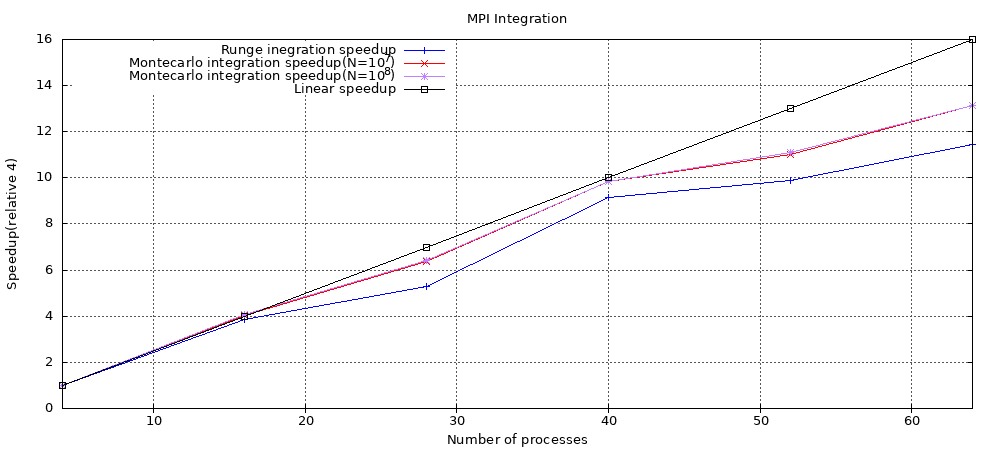 MPI Integration
Runge inegration speedup
Montecarlo integration speedup(N=10⁷)
Montecarlo integration speedup(N=10⁸)
Linear speedup
Speedup(relative 4)
16
14
12
10
8
6
4
2
0
10 20 30 40 50 60
Number of processes